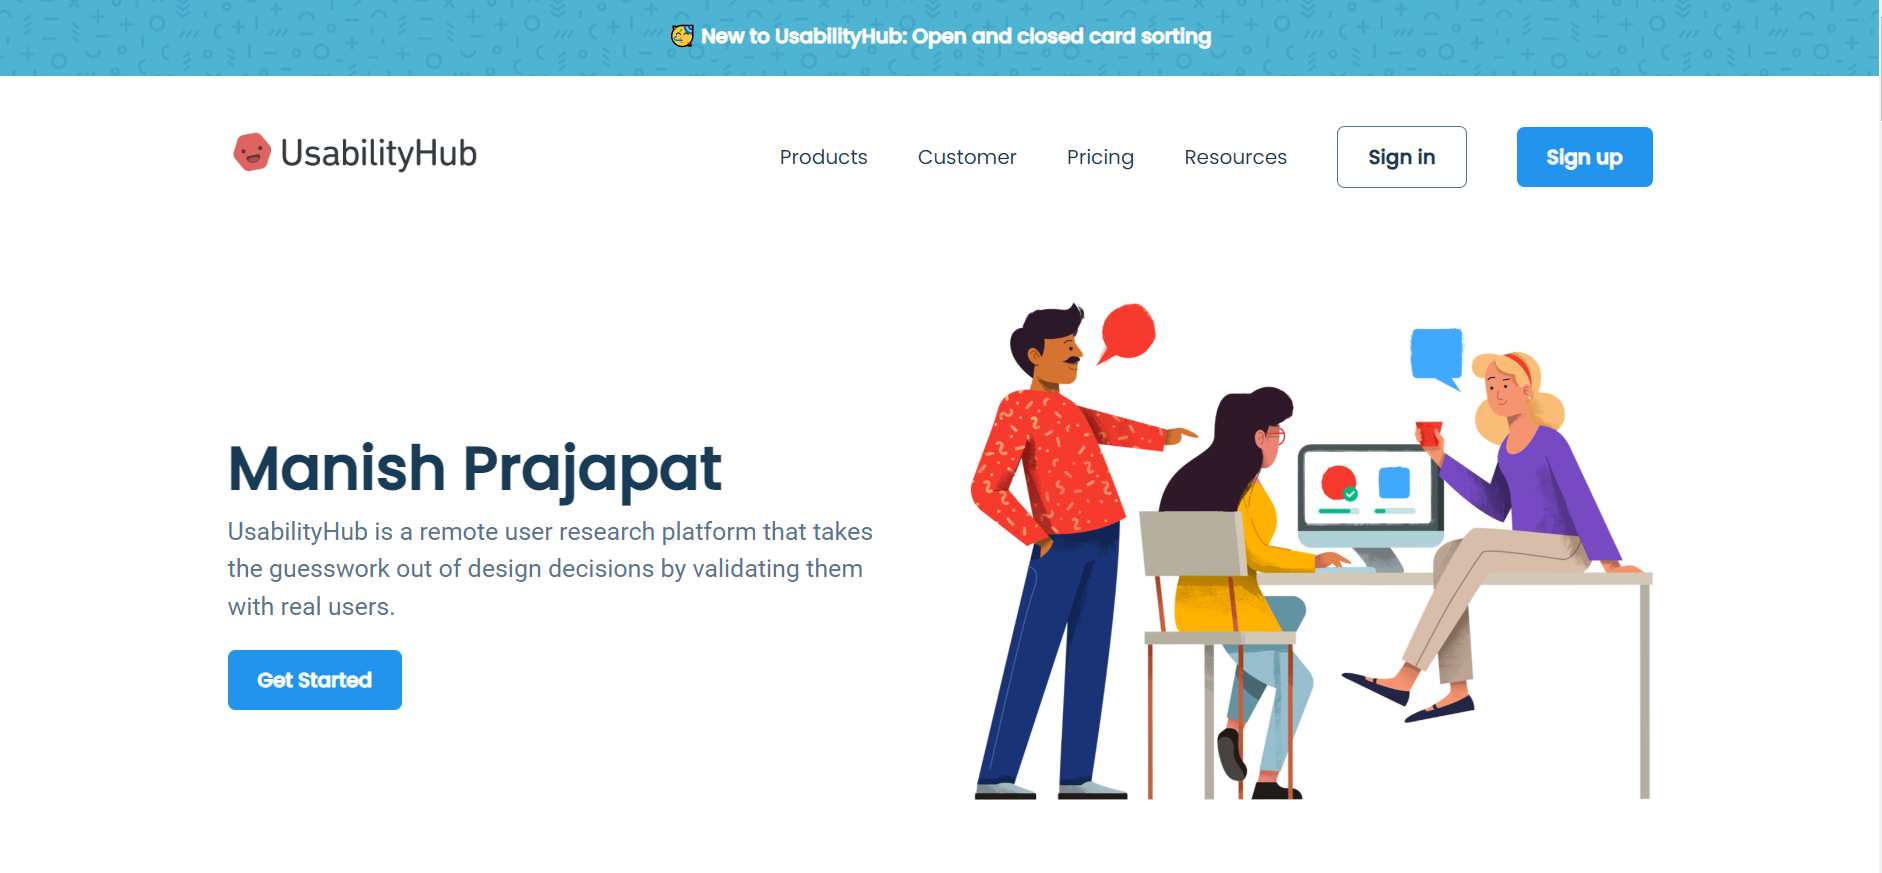 New to UsabilityHub: Open and closed card sorting
UsabilityHub
Products Customer Pricing Resources Sign in Sign up
Manish Prajapat
UsabilityHub is a remote user research platform that takes
the guesswork out of design decisions by validating them
with real users.
Get Started